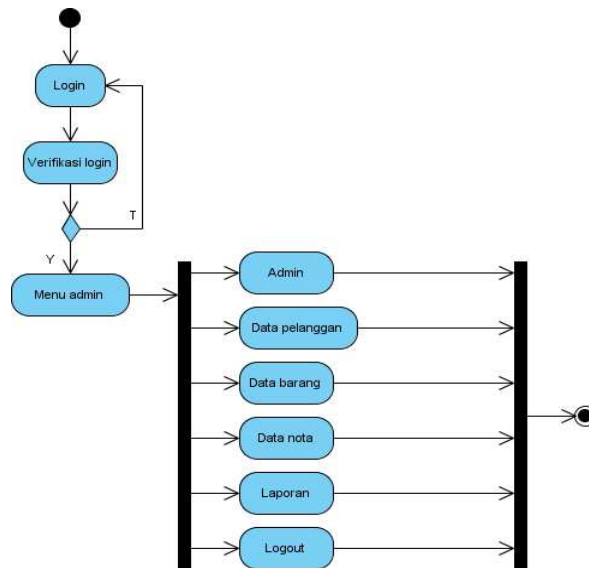 Login
Verifikasi login
T
Y
Menu admin
Admin
Data pelanggan
Data barang
Data nota
Laporan
Logout